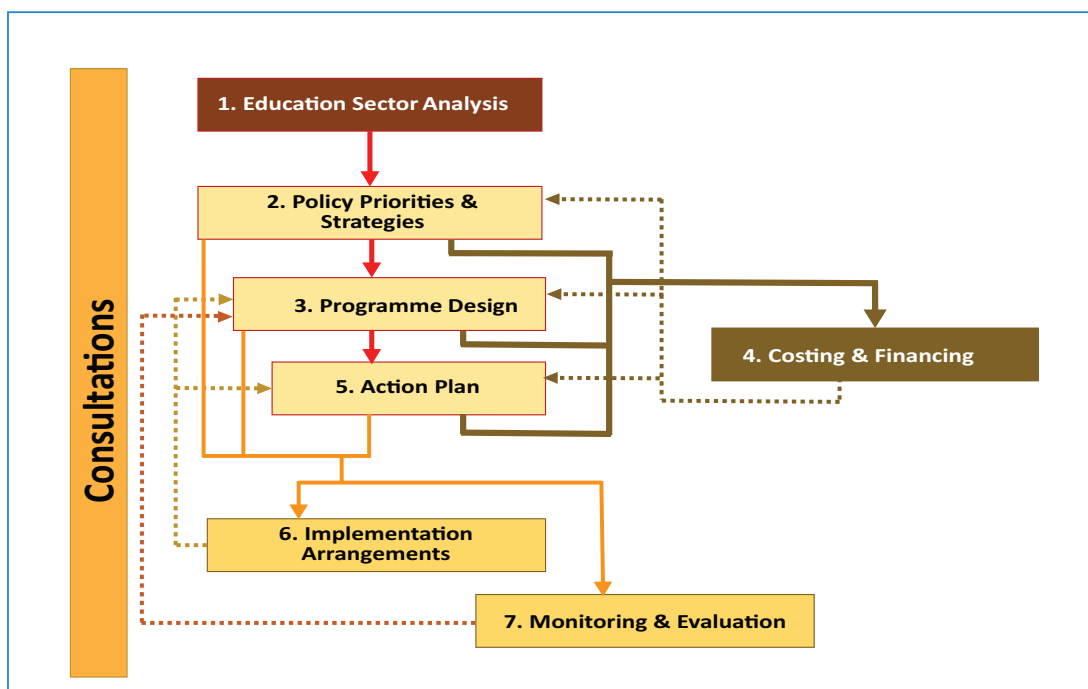 Consultations
1. Education Sector Analysis
2. Policy Priorities &
Strategies
3. Programme Design
4. Costing & Financing
5. Action Plan
6. Implementation
Arrangements
7. Monitoring & Evaluation